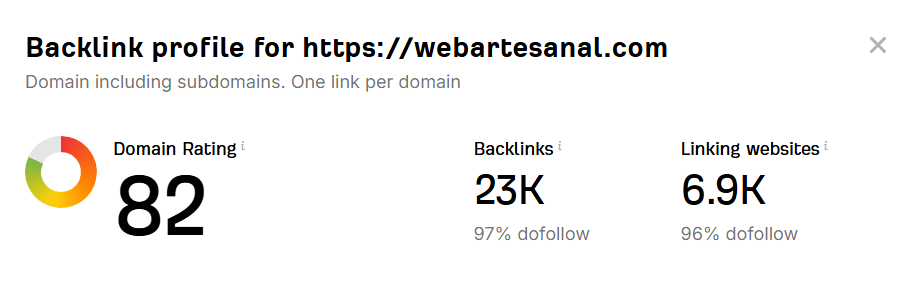 Backlink profile for https://webartesanal.com
Domain including subdomains. One link per domain
Domain Rating i
82
Backlinks i
23K
97% dofollow
Linking websites i
6.9K
96% dofollow